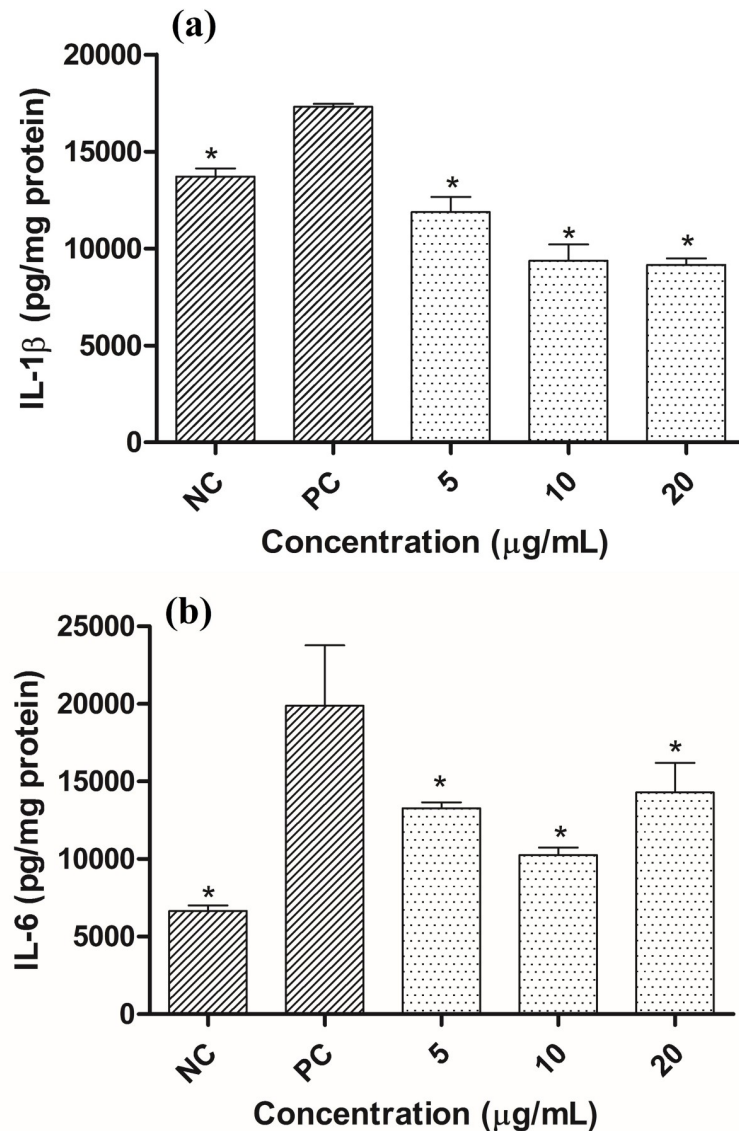 (a)
20000
15000
10000
5000
0
IL-1β (pg/mg protein)
*
*
*
*
NC
PC
5
10
20
Concentration (μg/mL)
(b)
25000
20000
15000
10000
5000
0
IL-6 (pg/mg protein)
*
*
*
*
NC
PC
5
10
20
Concentration (μg/mL)